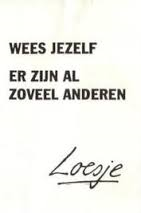 WEES JEZELF
ER ZIJN AL
ZOVEEL ANDEREN
Loesje